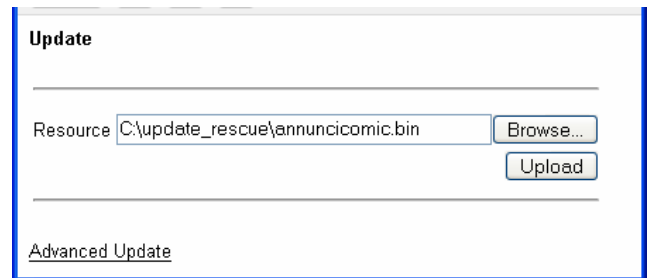 Update
Resource C:\update_rescue\annuncicomic.bin Browse...
Upload
Advanced Update